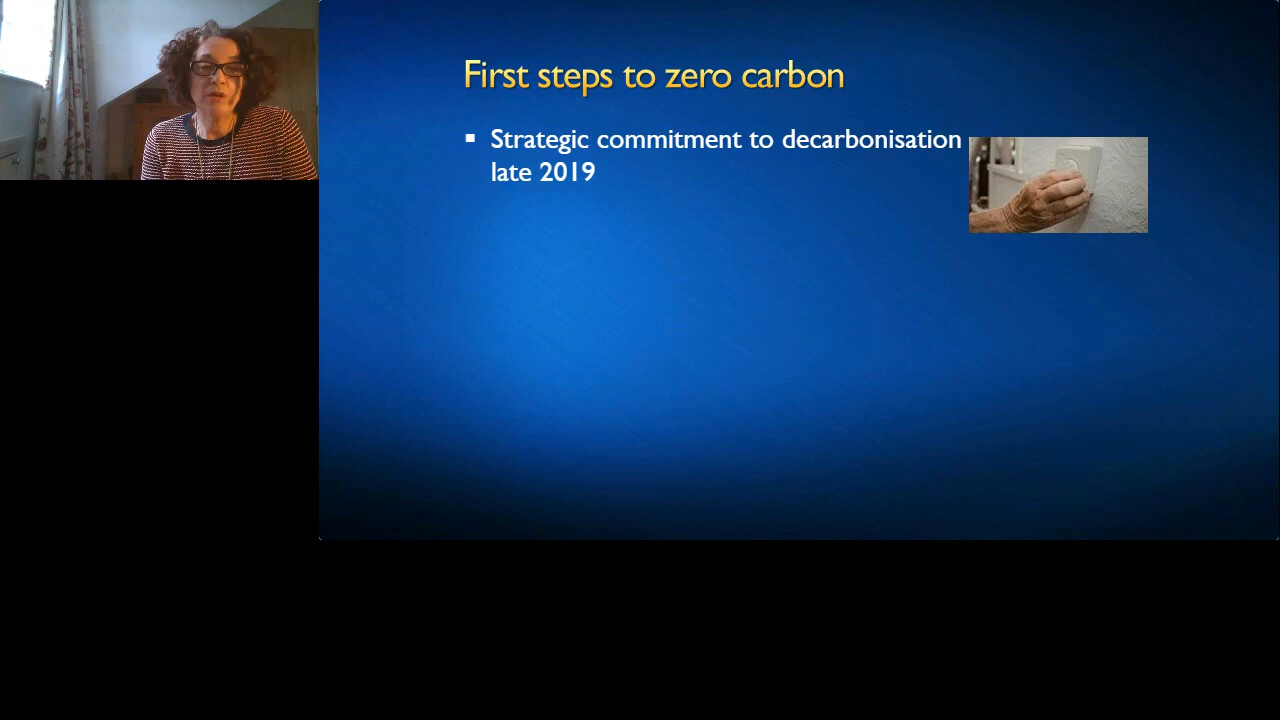 First steps to zero carbon
▪ Strategic commitment to decarbonisation
late 2019